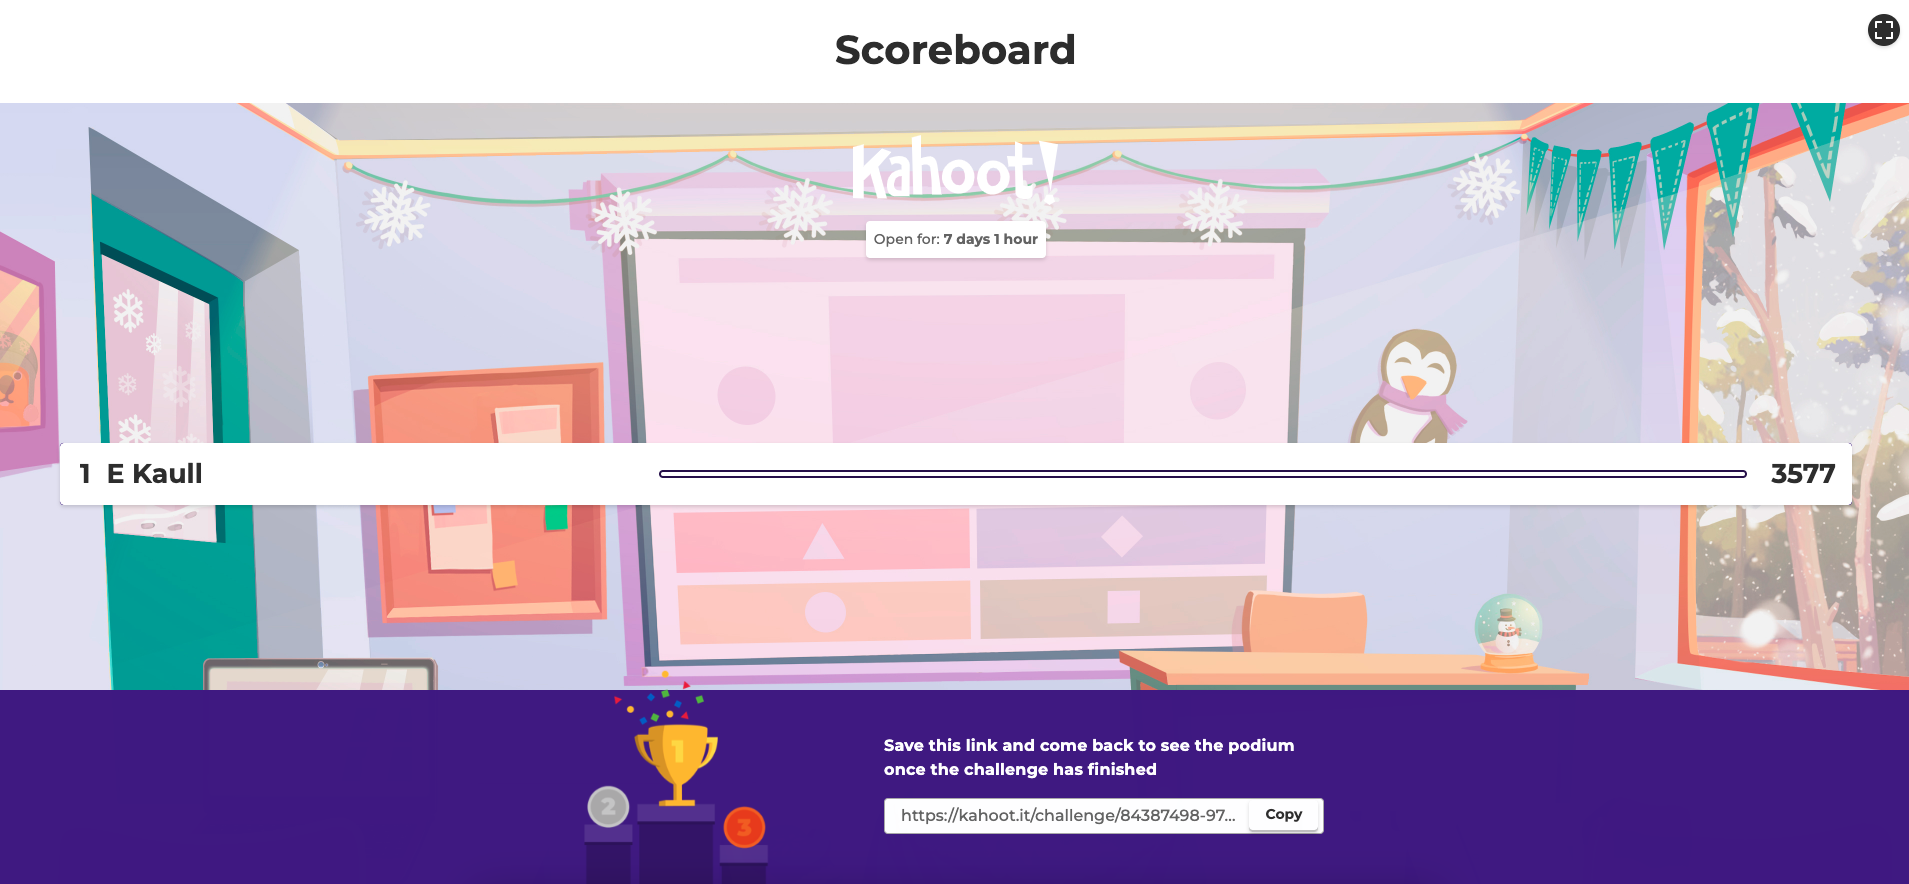 Scoreboard
Kahoot!
Open for: 7 days 1 hour
1 E Kaull 3577
1
2
3
Save this link and come back to see the podium
once the challenge has finished
https://kahoot.it/challenge/84387498-97... Copy